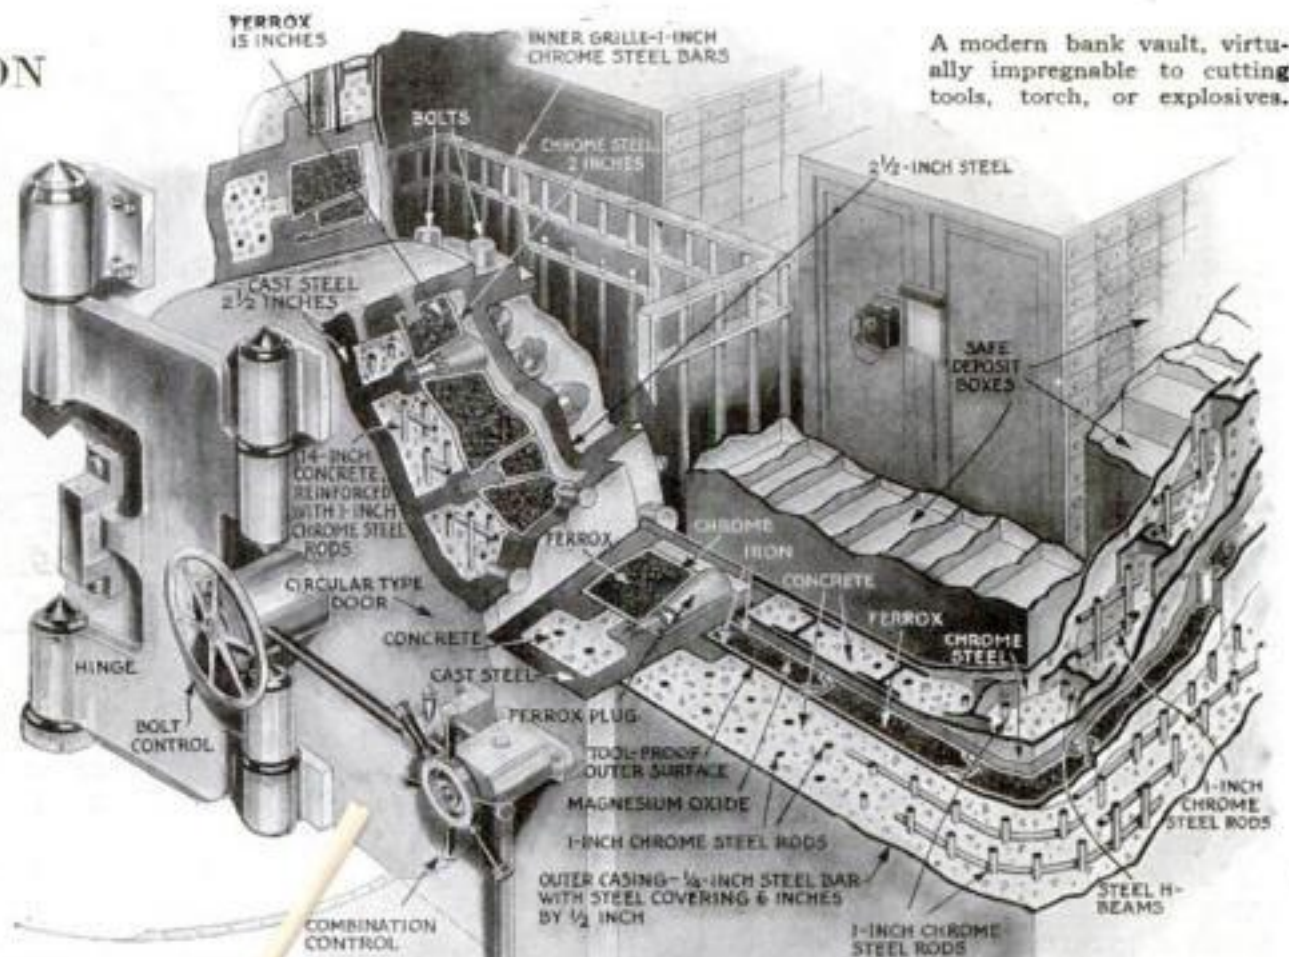 ON
FERROX
15 INCHES
INNER GRILLE-1-INCH
CHROME STEEL BARS
A modern bank vault, virtu-
ally impregnable to cutting
tools, torch, or explosives.
BOLTS
CHROME STEEL
2 INCHES
2½-INCH STEEL
CAST STEEL
2½ INCHES
SAFE
DEPOSIT
BOXES
14-INCH
CONCRETE
REINFORCED
WITH 1-INCH
CHROME STEEL
RODS
FERROX
CHROME
IRON
CONCRETE
FERROX
CHROME
STEEL
CIRCULAR TYPE
DOOR
CONCRETE
CAST STEEL
HINGE
FERROX PLUG
BOLT
CONTROL
TOOL-PROOF
OUTER SURFACE
MAGNESIUM OXIDE
1-INCH CHROME STEEL RODS
1-INCH
CHROME
STEEL RODS
OUTER CASING-¼-INCH STEEL BAR
WITH STEEL COVERING 6 INCHES
BY ½ INCH
STEEL H-
BEAMS
COMBINATION
CONTROL
1-INCH CHROME
STEEL RODS